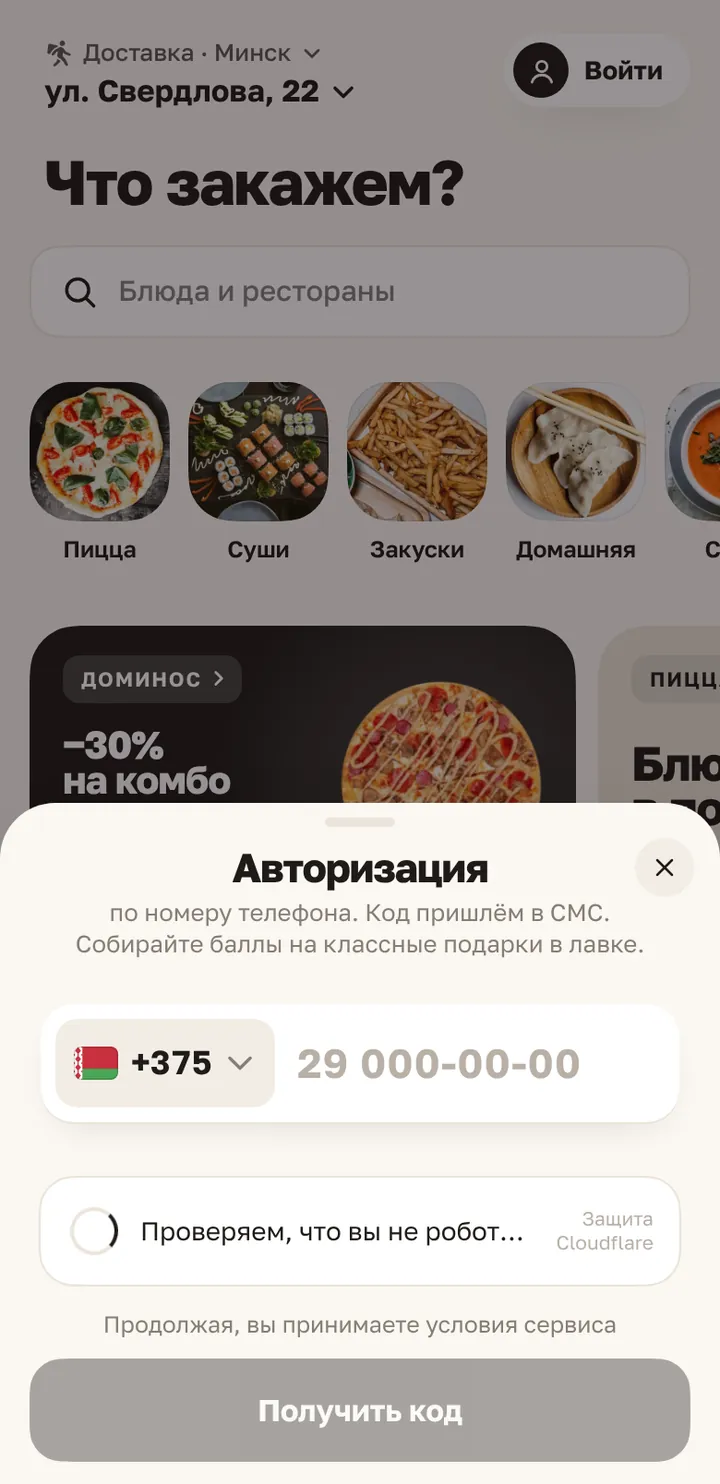 Доставка · Минск
ул. Свердлова, 22
Войти
Что закажем?
Блюда и рестораны
Пицца
Суши
Закуски
Домашняя
ДОМИНОС
–30%
на комбо
Авторизация
по номеру телефона. Код пришлём в СМС.
Собирайте баллы на классные подарки в лавке.
+375
29 000-00-00
Проверяем, что вы не робот...
Защита
Cloudflare
Продолжая, вы принимаете условия сервиса
Получить код